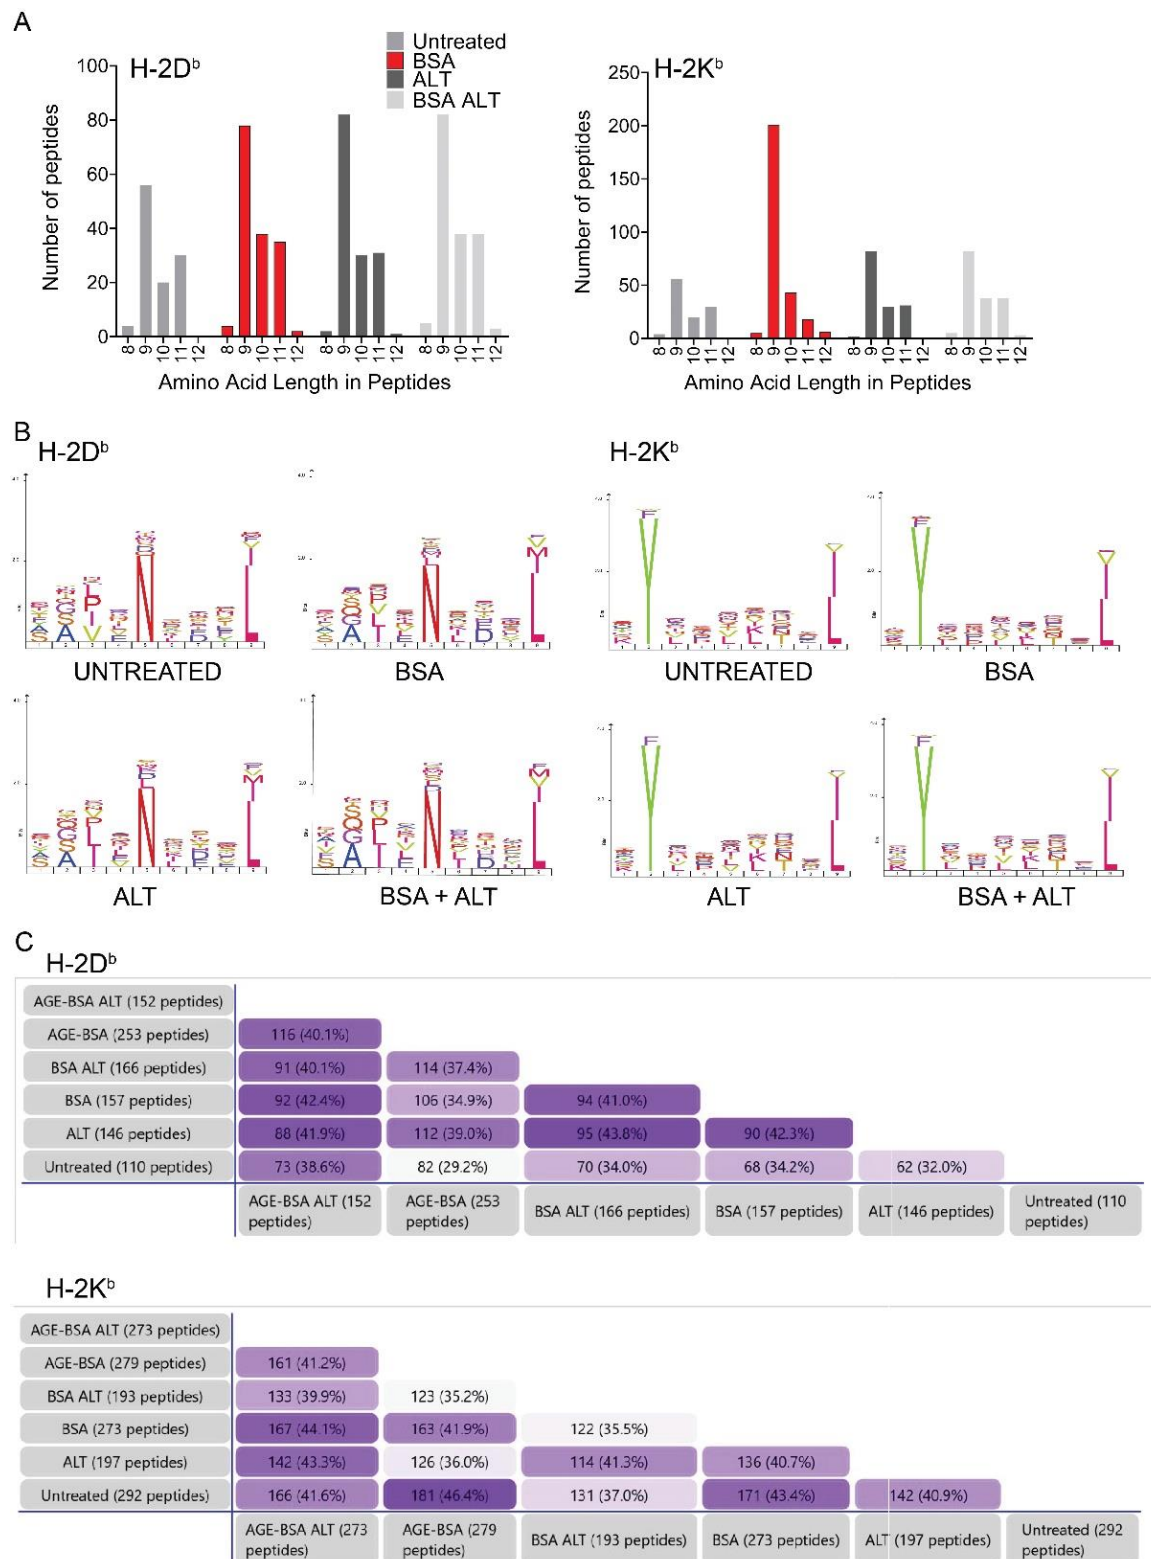 A
H-2Dᵇ
Untreated
BSA
ALT
BSA ALT
Number of peptides
100
80
60
40
20
0
8 9 10 11 12 8 9 10 11 12 8 9 10 11 12 8 9 10 11 12
Amino Acid Length in Peptides
H-2Kᵇ
Number of peptides
250
200
150
100
50
0
8 9 10 11 12 8 9 10 11 12 8 9 10 11 12 8 9 10 11 12
Amino Acid Length in Peptides
B
H-2Dᵇ
H-2Kᵇ
UNTREATED
BSA
UNTREATED
BSA
ALT
BSA + ALT
ALT
BSA + ALT
C
H-2Dᵇ
AGE-BSA ALT (152 peptides)
AGE-BSA (253 peptides) 116 (40.1%)
BSA ALT (166 peptides) 91 (40.1%) 114 (37.4%)
BSA (157 peptides) 92 (42.4%) 106 (34.9%) 94 (41.0%)
ALT (146 peptides) 88 (41.9%) 112 (39.0%) 95 (43.8%) 90 (42.3%)
Untreated (110 peptides) 73 (38.6%) 82 (29.2%) 70 (34.0%) 68 (34.2%) 62 (32.0%)
AGE-BSA ALT (152 peptides) AGE-BSA (253 peptides) BSA ALT (166 peptides) BSA (157 peptides) ALT (146 peptides) Untreated (110 peptides)
H-2Kᵇ
AGE-BSA ALT (273 peptides)
AGE-BSA (279 peptides) 161 (41.2%)
BSA ALT (193 peptides) 133 (39.9%) 123 (35.2%)
BSA (273 peptides) 167 (44.1%) 163 (41.9%) 122 (35.5%)
ALT (197 peptides) 142 (43.3%) 126 (36.0%) 114 (41.3%) 136 (40.7%)
Untreated (292 peptides) 166 (41.6%) 181 (46.4%) 131 (37.0%) 171 (43.4%) 142 (40.9%)
AGE-BSA ALT (273 peptides) AGE-BSA (279 peptides) BSA ALT (193 peptides) BSA (273 peptides) ALT (197 peptides) Untreated (292 peptides)